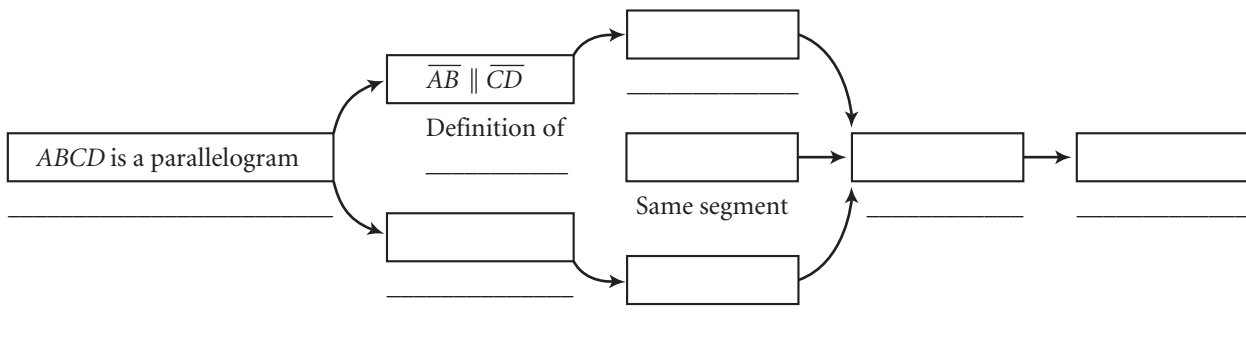 AB ∥ CD
Definition of
ABCD is a parallelogram
Same segment